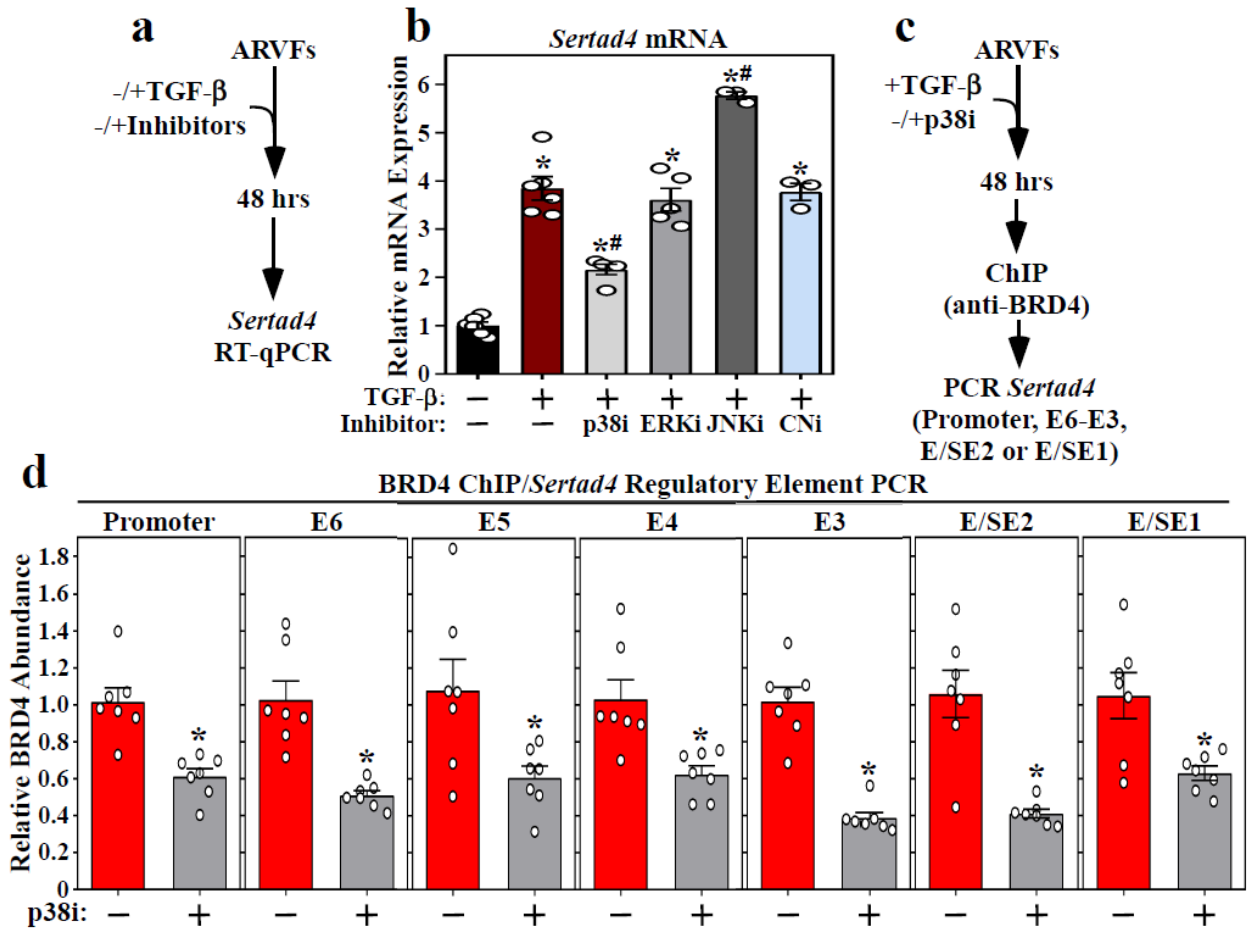 a
ARVFs
-/+TGF-β
-/+Inhibitors
48 hrs
Sertad4
RT-qPCR
b
Sertad4 mRNA
Relative mRNA Expression
6
5
4
3
2
1
0
* *# * *# *
TGF-β: − + + + + +
Inhibitor: − − p38i ERKi JNKi CNi
c
ARVFs
+TGF-β
-/+p38i
48 hrs
ChIP
(anti-BRD4)
PCR Sertad4
(Promoter, E6-E3,
E/SE2 or E/SE1)
d
BRD4 ChIP/Sertad4 Regulatory Element PCR
Promoter E6 E5 E4 E3 E/SE2 E/SE1
Relative BRD4 Abundance
1.8
1.6
1.4
1.2
1.0
0.8
0.6
0.4
0.2
0
* * * * * * *
p38i: − + − + − + − + − + − + − +